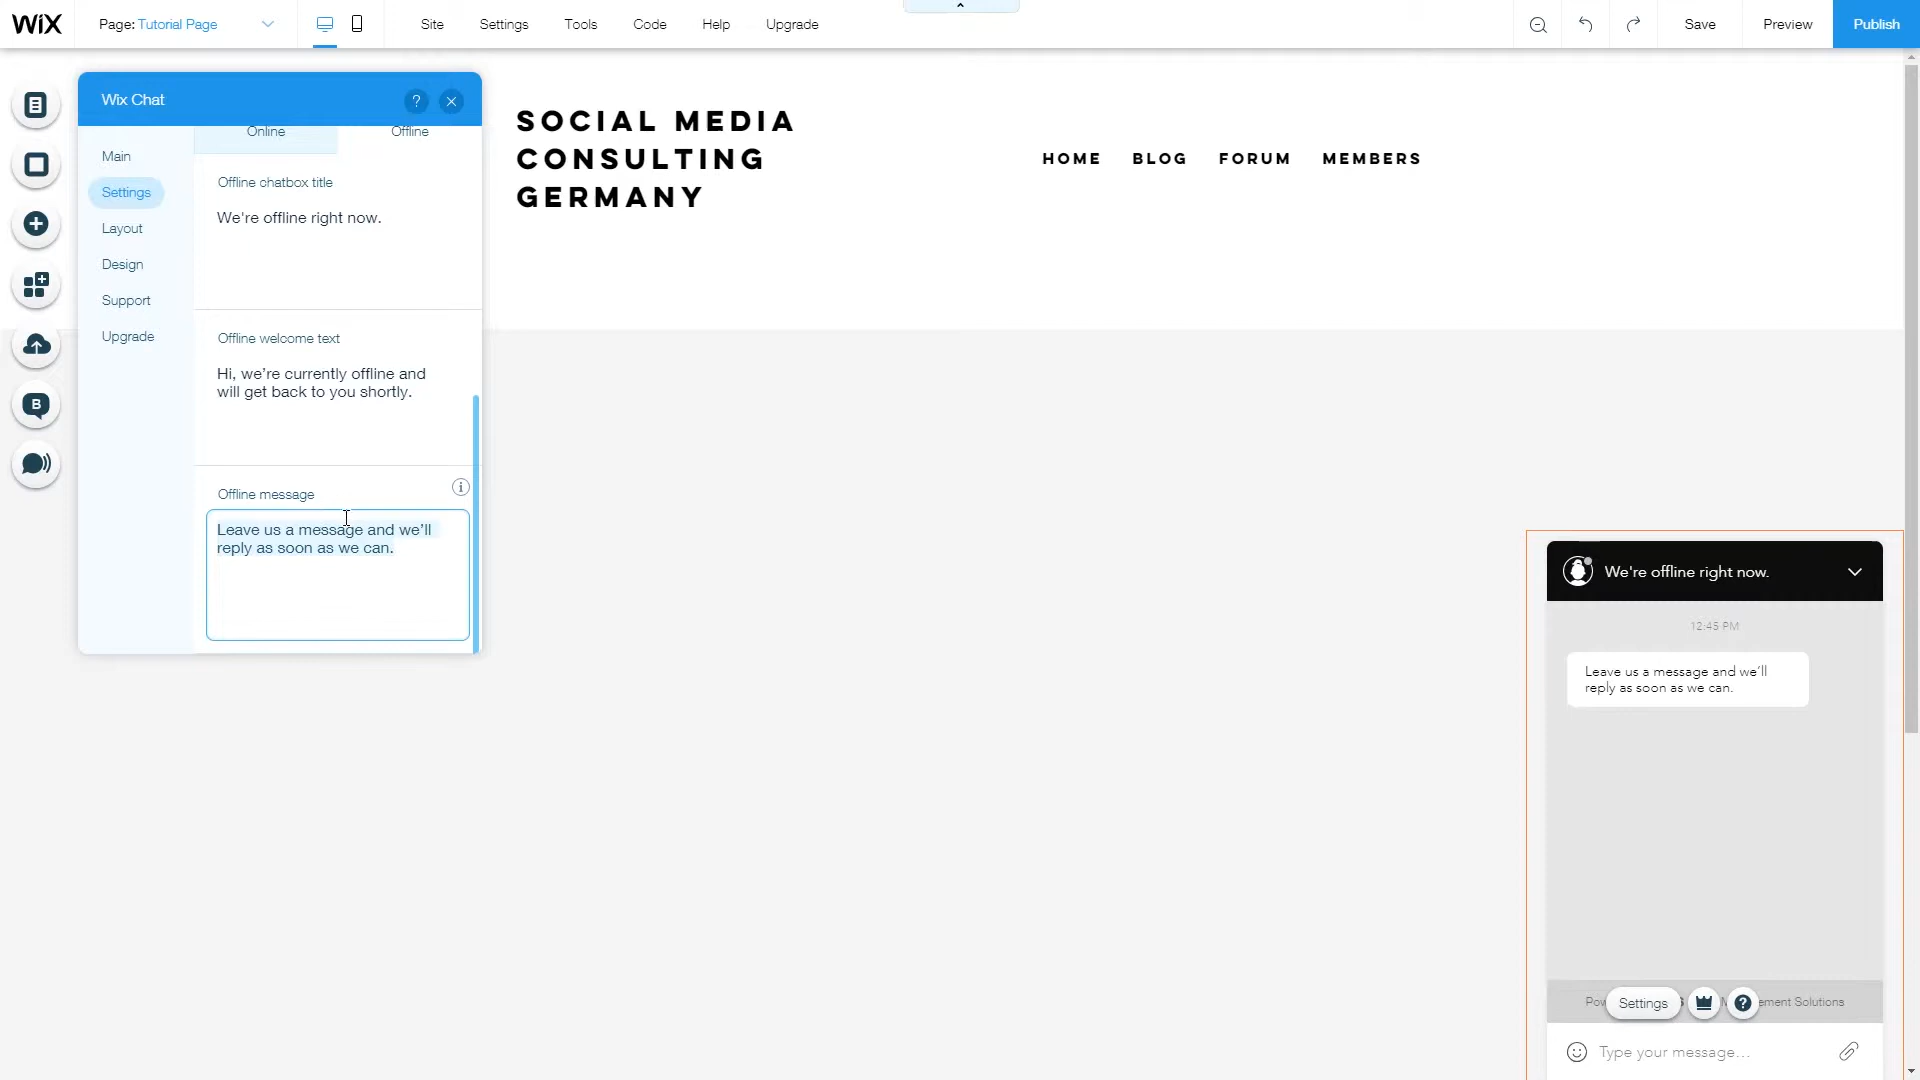 WiX
Page: Tutorial Page
Site
Settings
Tools
Code
Help
Upgrade
Save
Preview
Publish
Wix Chat
?
Main
Settings
Layout
Design
Support
Upgrade
Online
Offline
Offline chatbox title
We're offline right now.
Offline welcome text
Hi, we’re currently offline and
will get back to you shortly.
Offline message
i
Leave us a message and we’ll
reply as soon as we can.
B
SOCIAL MEDIA
CONSULTING
GERMANY
HOME
BLOG
FORUM
MEMBERS
We're offline right now.
12:45 PM
Leave us a message and we’ll
reply as soon as we can.
Settings
?
Solutions
Type your message...